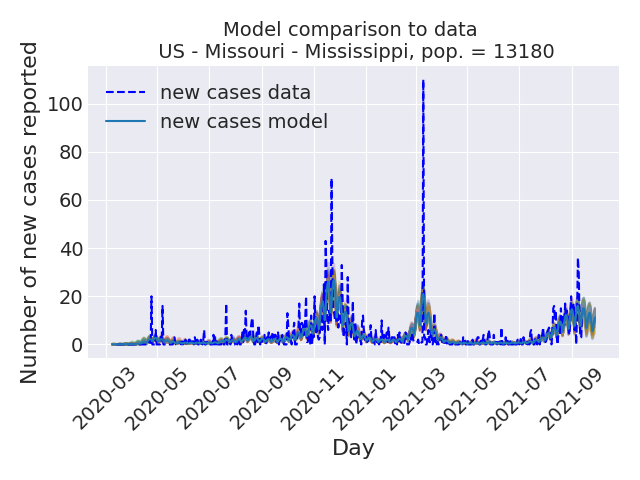 Model comparison to data
US - Missouri - Mississippi, pop. = 13180
Number of new cases reported
100
80
60
40
20
0
new cases data
new cases model
2020-03
2020-05
2020-07
2020-09
2020-11
2021-01
2021-03
2021-05
2021-07
2021-09
Day